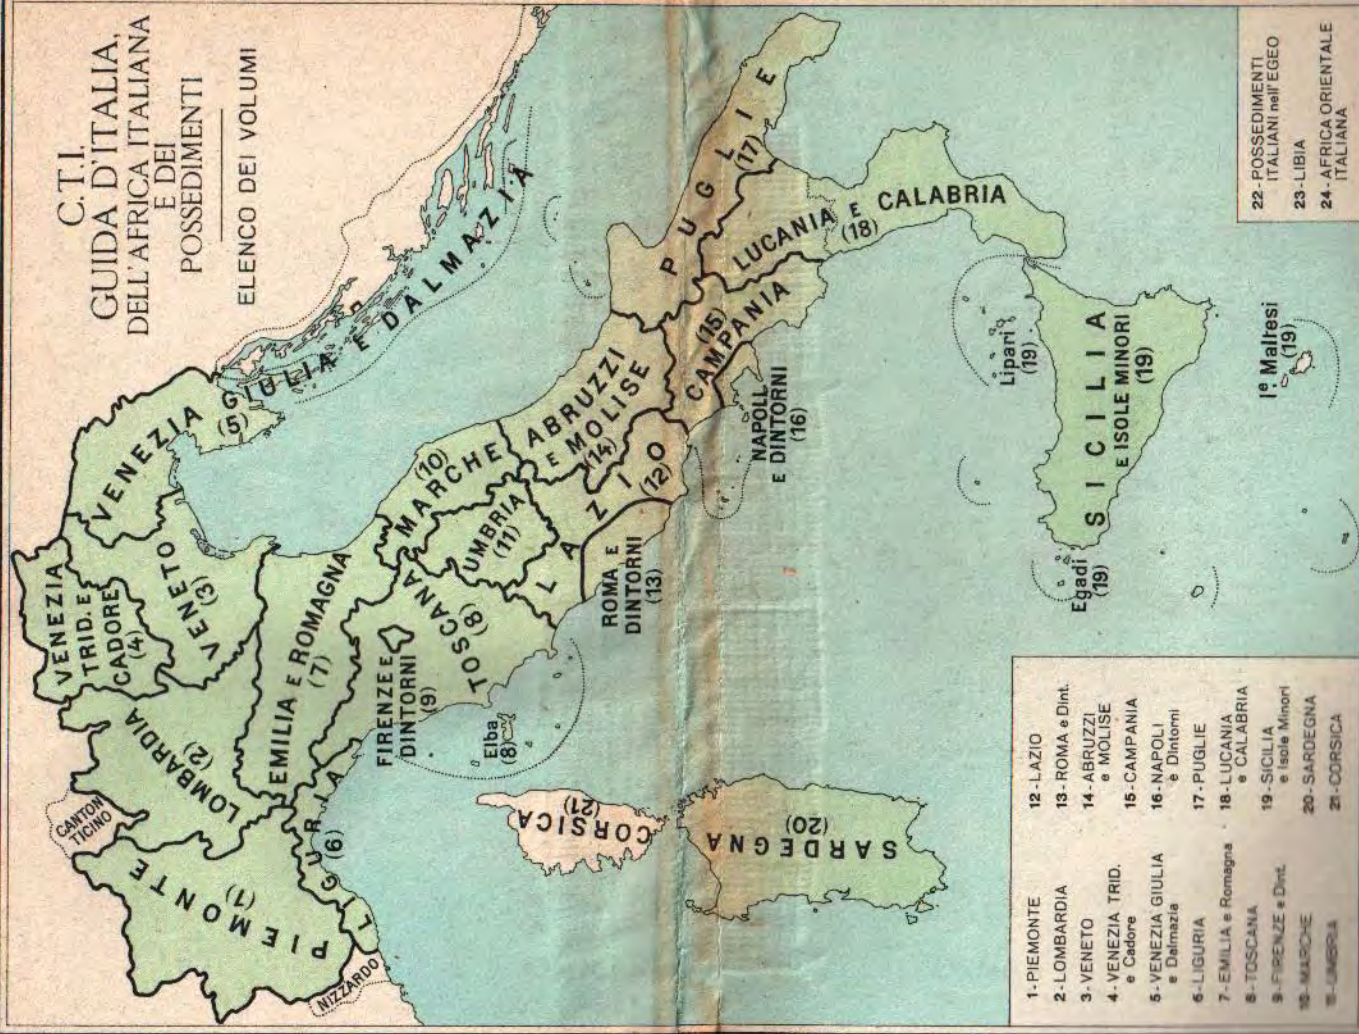 C.T.I.
GUIDA D'ITALIA,
DELL'AFRICA ITALIANA
E DEI
POSSEDIMENTI
ELENCO DEI VOLUMI
VENEZIA
TRID. E
CADORE
(4)
VENEZIA GIULIA E DALMAZIA
(5)
VENETO
(3)
CANTON
TICINO
LOMBARDIA
(2)
PIEMONTE
(1)
NIZZARDO
LIGURIA
(6)
EMILIA E ROMAGNA
(7)
FIRENZE E
DINTORNI
(9)
TOSCANA
(8)
Elba
(8)
MARCHE
(10)
UMBRIA
(11)
LAZIO
(12)
ROMA E
DINTORNI
(13)
ABRUZZI
E MOLISE
(14)
CAMPANIA
(15)
NAPOLI
E DINTORNI
(16)
PUGLIE
(17)
LUCANIA E CALABRIA
(18)
CORSICA
(21)
SARDEGNA
(20)
Lipari
(19)
Egadi
(19)
SICILIA
E ISOLE MINORI
(19)
Iᵉ Maltesi
(19)
1-PIEMONTE
2-LOMBARDIA
3-VENETO
4-VENEZIA TRID.
e Cadore
5-VENEZIA GIULIA
e Dalmazia
6-LIGURIA
7-EMILIA e Romagna
8-TOSCANA
9-FIRENZE e Dint.
10-MARCHE
11-UMBRIA
12-LAZIO
13-ROMA e Dint.
14-ABRUZZI
e MOLISE
15-CAMPANIA
16-NAPOLI
e Dintorni
17-PUGLIE
18-LUCANIA
e CALABRIA
19-SICILIA
e Isole Minori
20-SARDEGNA
21-CORSICA
22-POSSEDIMENTI
ITALIANI nell'EGEO
23-LIBIA
24-AFRICA ORIENTALE
ITALIANA